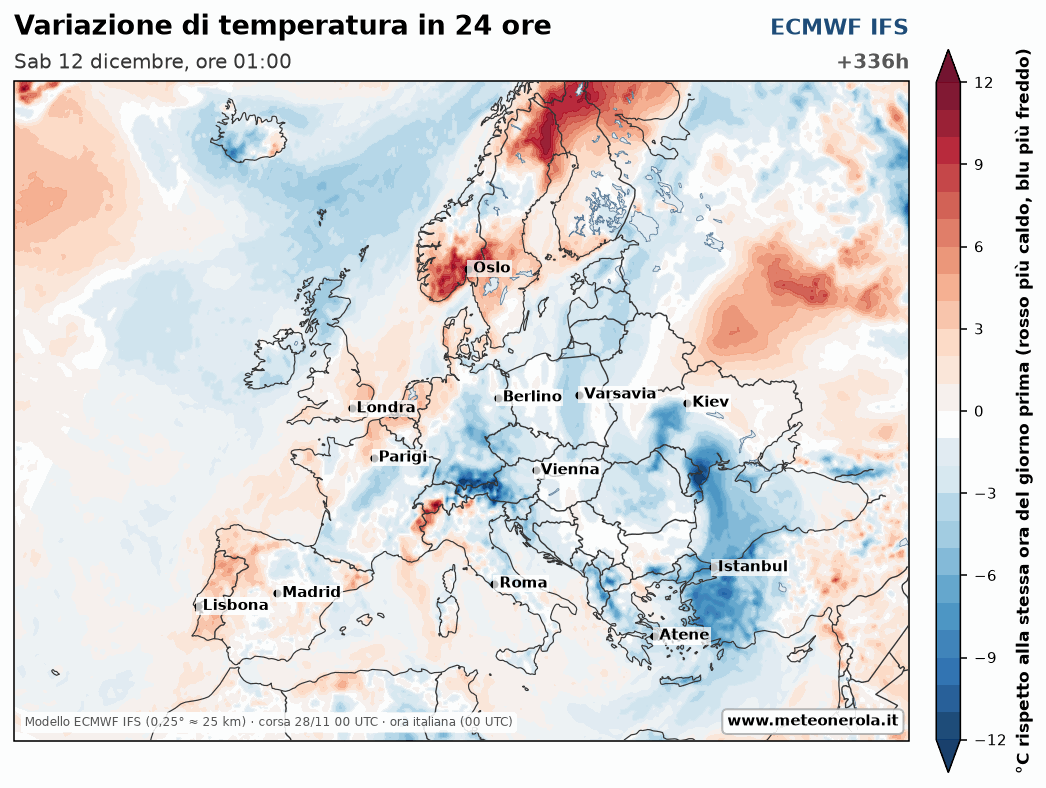 Variazione di temperatura in 24 ore
ECMWF IFS
Sab 12 dicembre, ore 01:00
+336h
Oslo
Londra
Berlino
Varsavia
Kiev
Parigi
Vienna
Istanbul
Roma
Madrid
Lisbona
Atene
Modello ECMWF IFS (0,25° ≈ 25 km) · corsa 28/11 00 UTC · ora italiana (00 UTC)
www.meteonerola.it
12
9
6
3
0
−3
−6
−9
−12
°C rispetto alla stessa ora del giorno prima (rosso più caldo, blu più freddo)